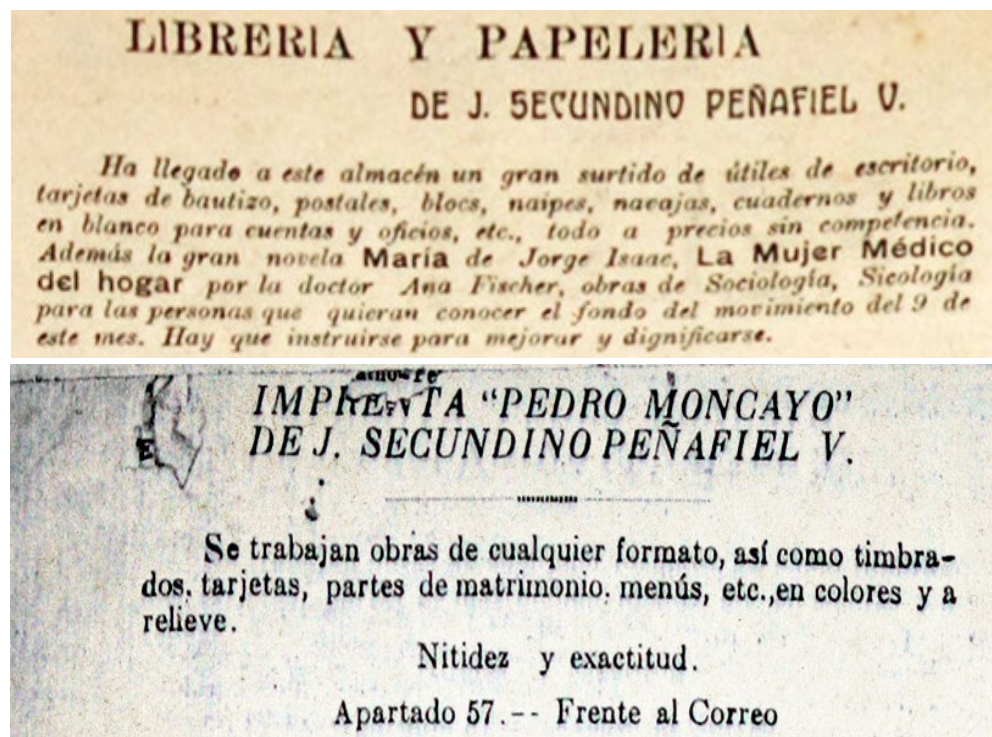 LIBRERIA Y PAPELERIA
DE J. SECUNDINO PEÑAFIEL V.
Ha llegado a este almacén un gran surtido de útiles de escritorio,
tarjetas de bautizo, postales, blocs, naipes, navajas, cuadernos y libros
en blanco para cuentas y oficios, etc., todo a precios sin competencia.
Además la gran novela María de Jorge Isaac, La Mujer Médico
del hogar por la doctor Ana Fischer, obras de Sociología, Sicología
para las personas que quieran conocer el fondo del movimiento del 9 de
este mes. Hay que instruirse para mejorar y dignificarse.
IMPRENTA "PEDRO MONCAYO"
DE J. SECUNDINO PEÑAFIEL V.
Se trabajan obras de cualquier formato, así como timbra-
dos, tarjetas, partes de matrimonio, menús, etc., en colores y a
relieve.
Nitidez y exactitud.
Apartado 57.-- Frente al Correo